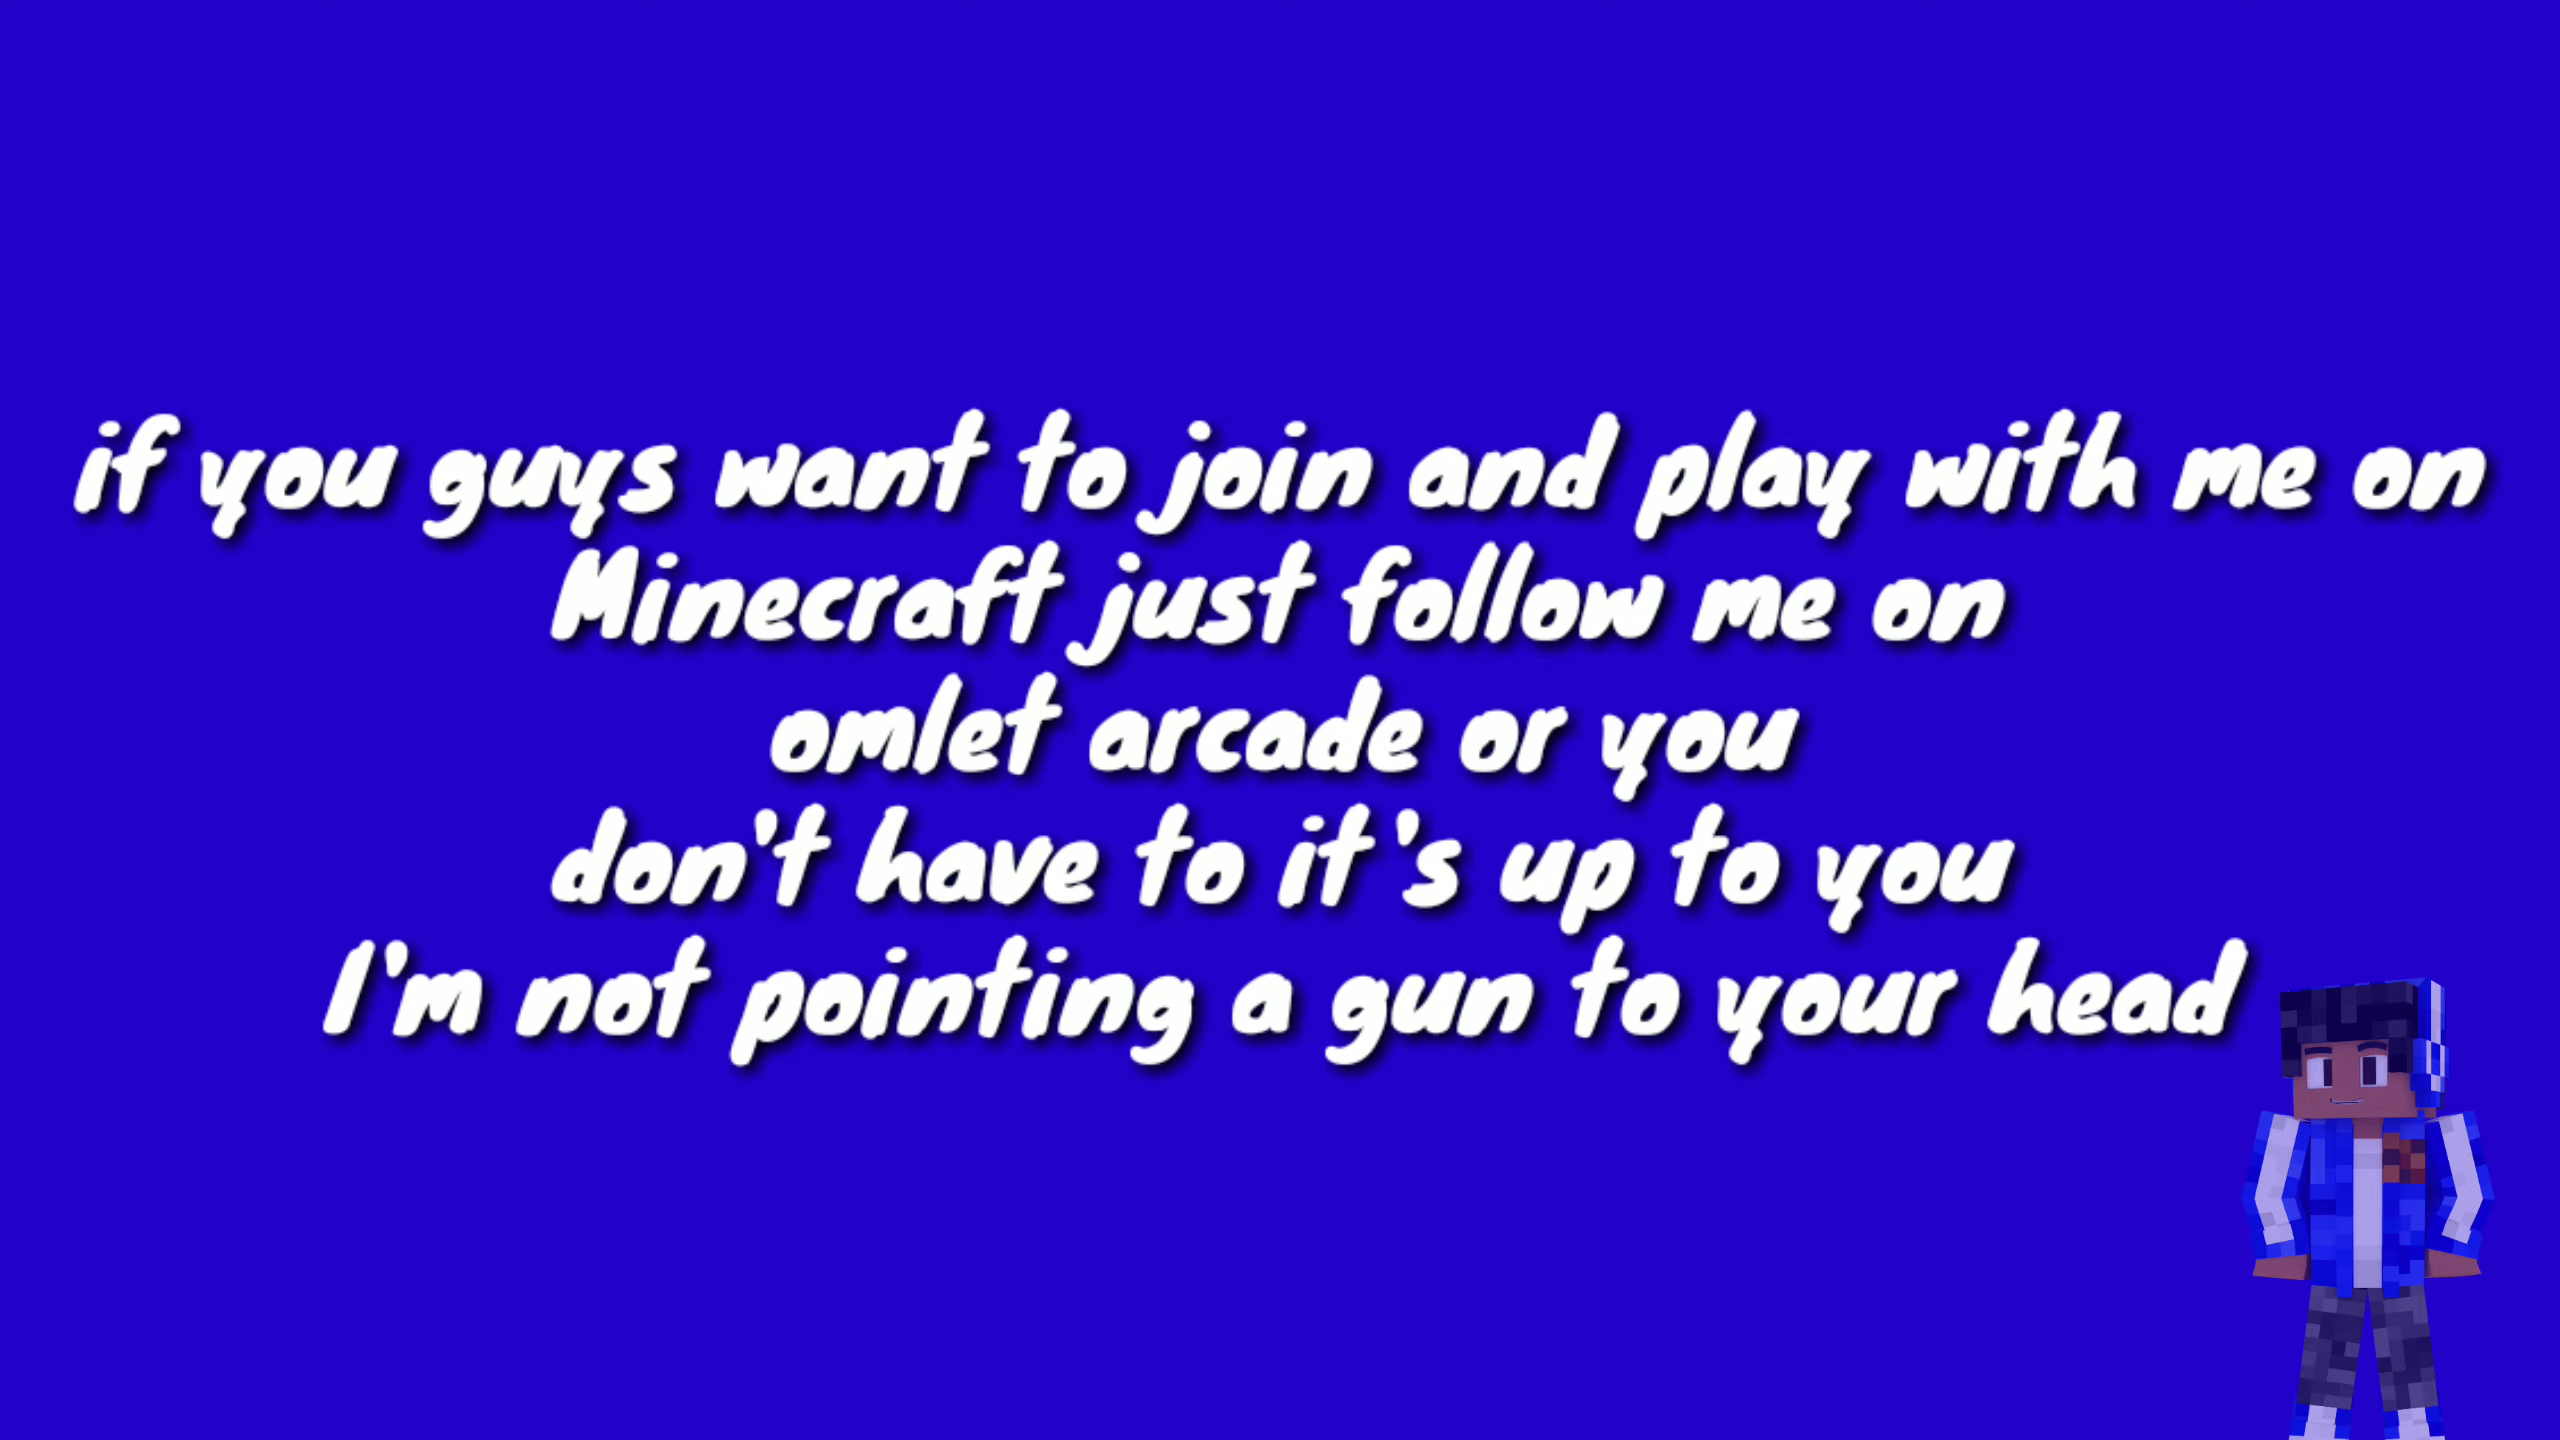 if you guys want to join and play with me on
Minecraft just follow me on
omlet arcade or you
don't have to it's up to you
I'm not pointing a gun to your head